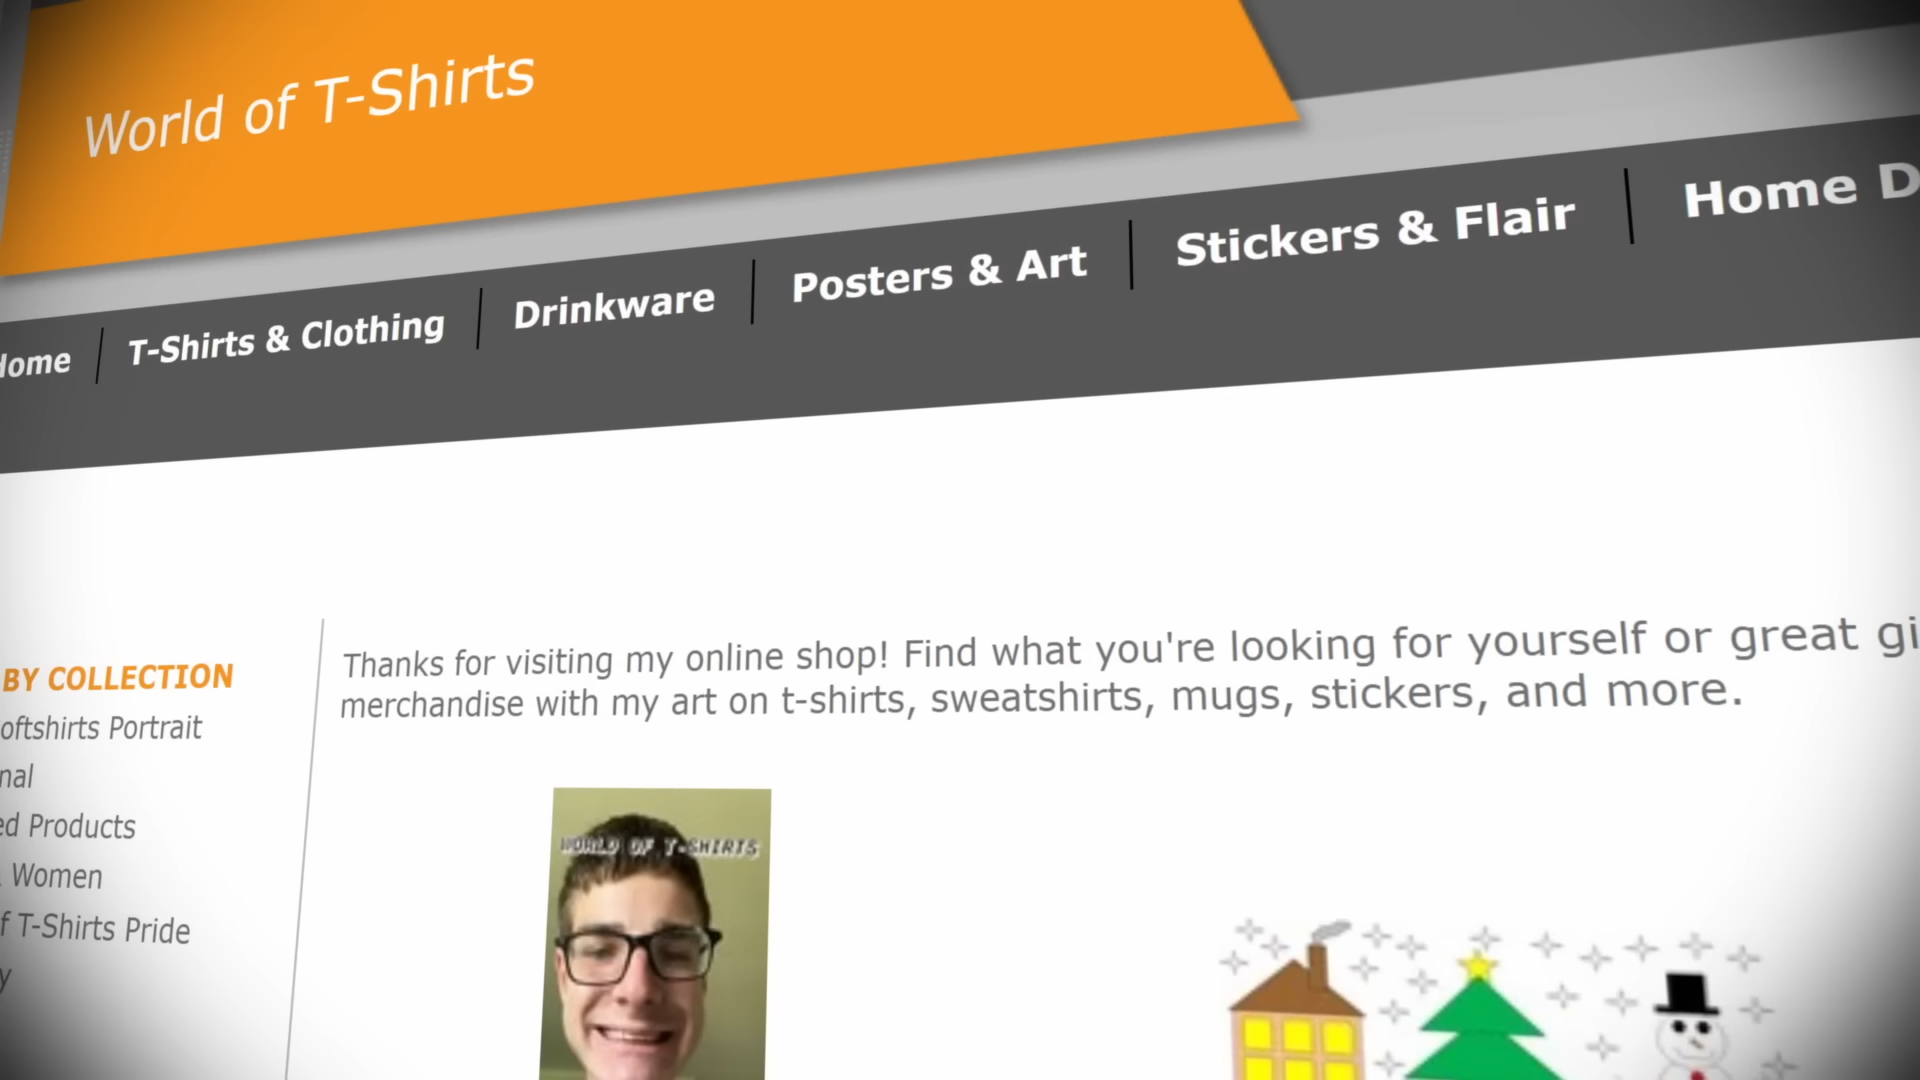 World of T-Shirts
Home | T-Shirts & Clothing | Drinkware | Posters & Art | Stickers & Flair | Home D
BY COLLECTION
oftshirts Portrait
nal
ed Products
Women
f T-Shirts Pride
y
Thanks for visiting my online shop! Find what you're looking for yourself or great gi
merchandise with my art on t-shirts, sweatshirts, mugs, stickers, and more.
WORLD OF T-SHIRTS